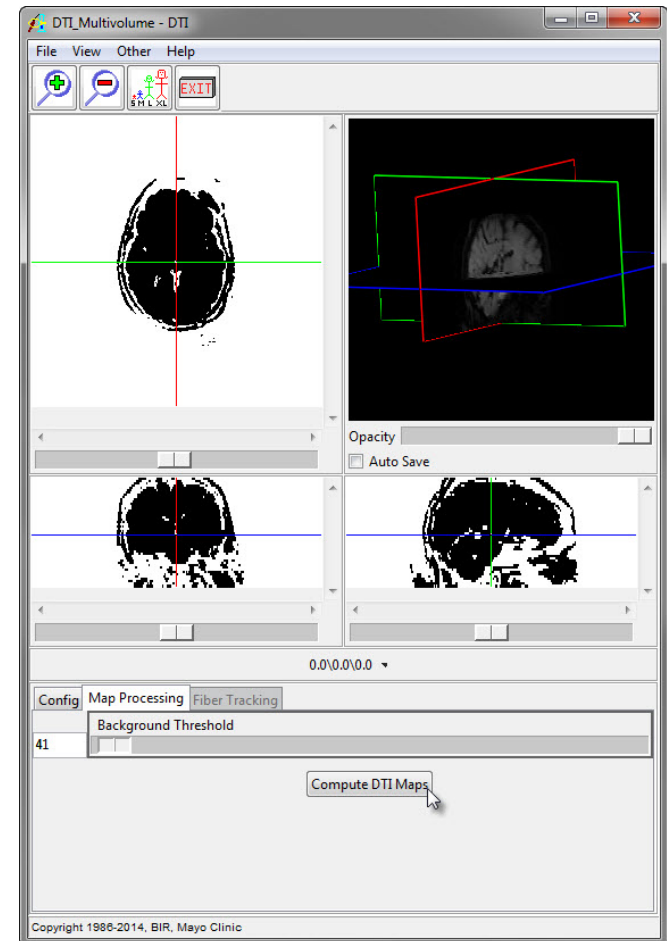 DTI_Multivolume - DTI
File View Other Help
S M L XL
EXIT
Opacity
Auto Save
0.0\0.0\0.0
Config Map Processing Fiber Tracking
Background Threshold
41
Compute DTI Maps
Copyright 1986-2014, BIR, Mayo Clinic